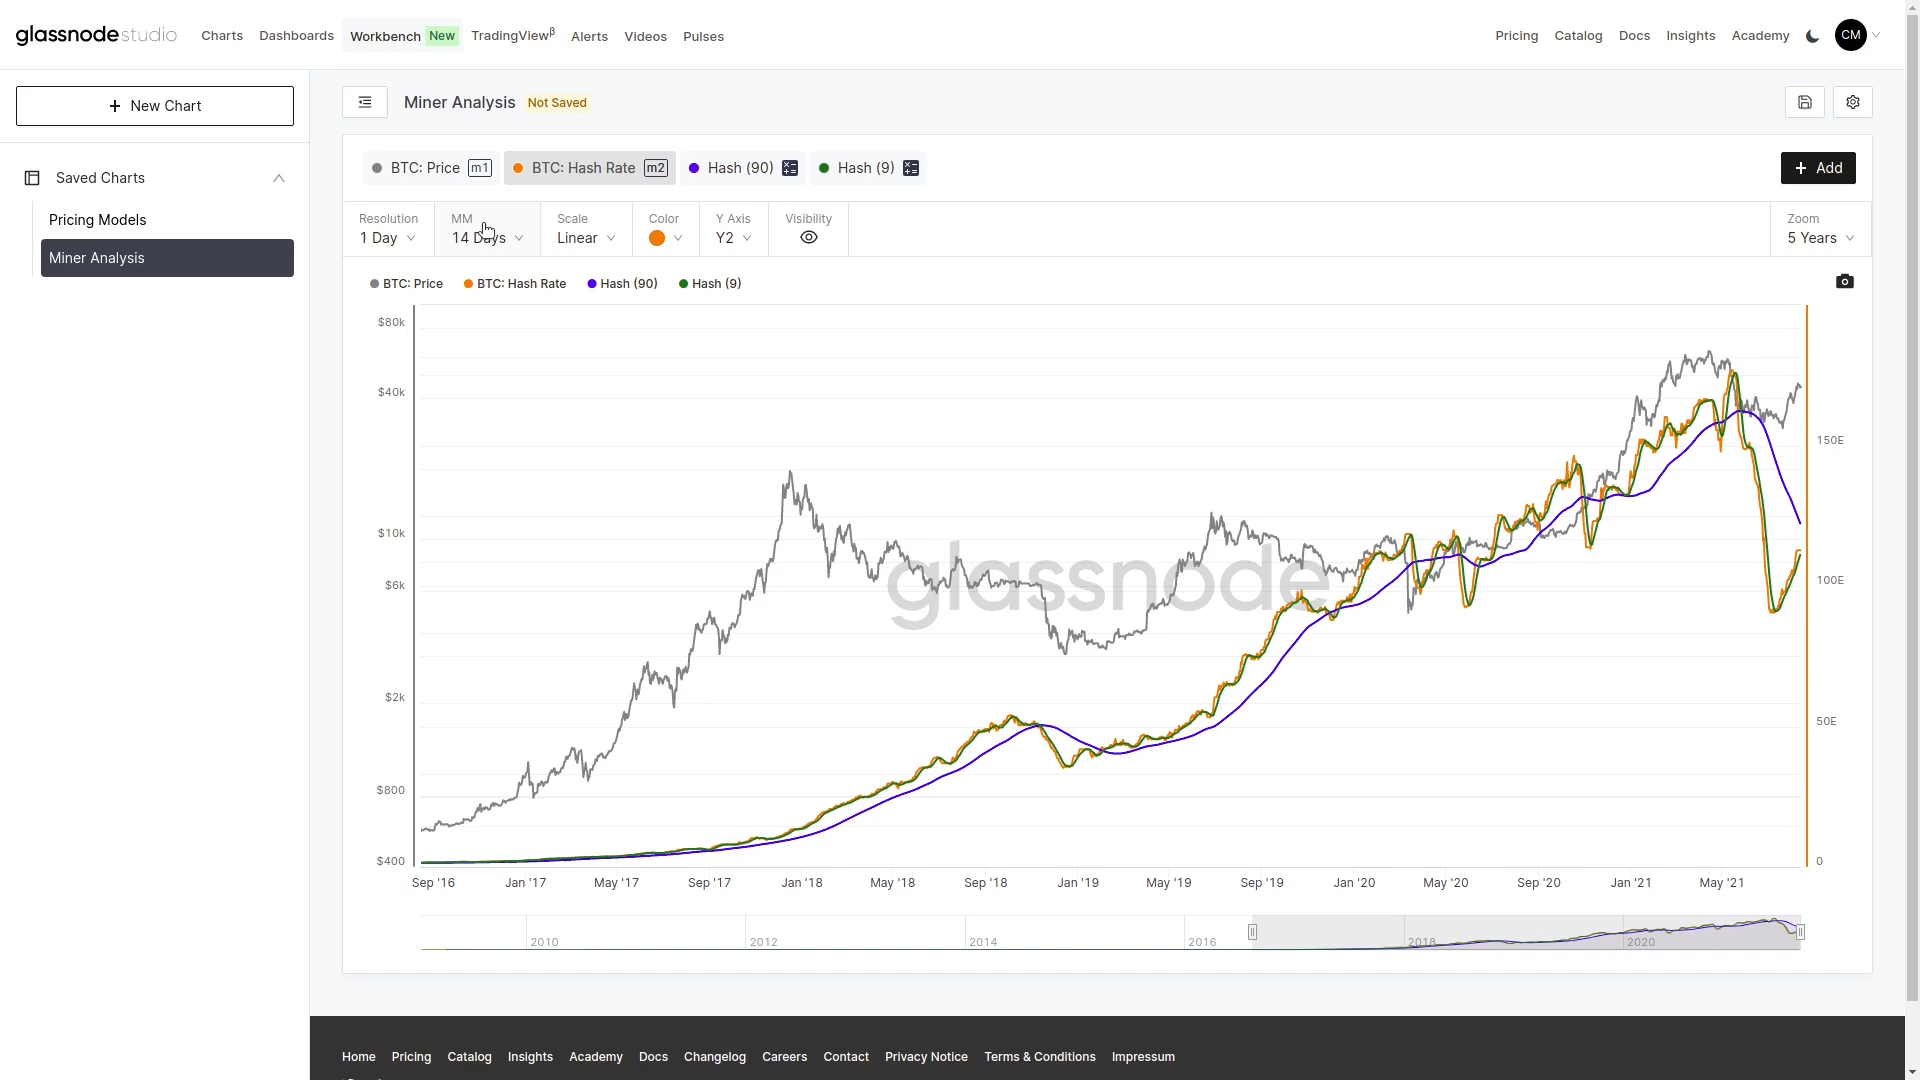 glassnode studio Charts Dashboards Workbench New TradingViewβ Alerts Videos Pulses Pricing Catalog Docs Insights Academy CM
+ New Chart
Saved Charts
Pricing Models
Miner Analysis
Miner Analysis Not Saved
BTC: Price m1 BTC: Hash Rate m2 Hash (90) Hash (9) + Add
Resolution MM Scale Color Y Axis Visibility Zoom
1 Day 14 Days Linear Y2 5 Years
BTC: Price BTC: Hash Rate Hash (90) Hash (9)
$80k
$40k
$10k
$6k
$2k
$800
$400
glassnode
150E
100E
50E
0
Sep '16 Jan '17 May '17 Sep '17 Jan '18 May '18 Sep '18 Jan '19 May '19 Sep '19 Jan '20 May '20 Sep '20 Jan '21 May '21
2010 2012 2014 2016 2018 2020
Home Pricing Catalog Insights Academy Docs Changelog Careers Contact Privacy Notice Terms & Conditions Impressum